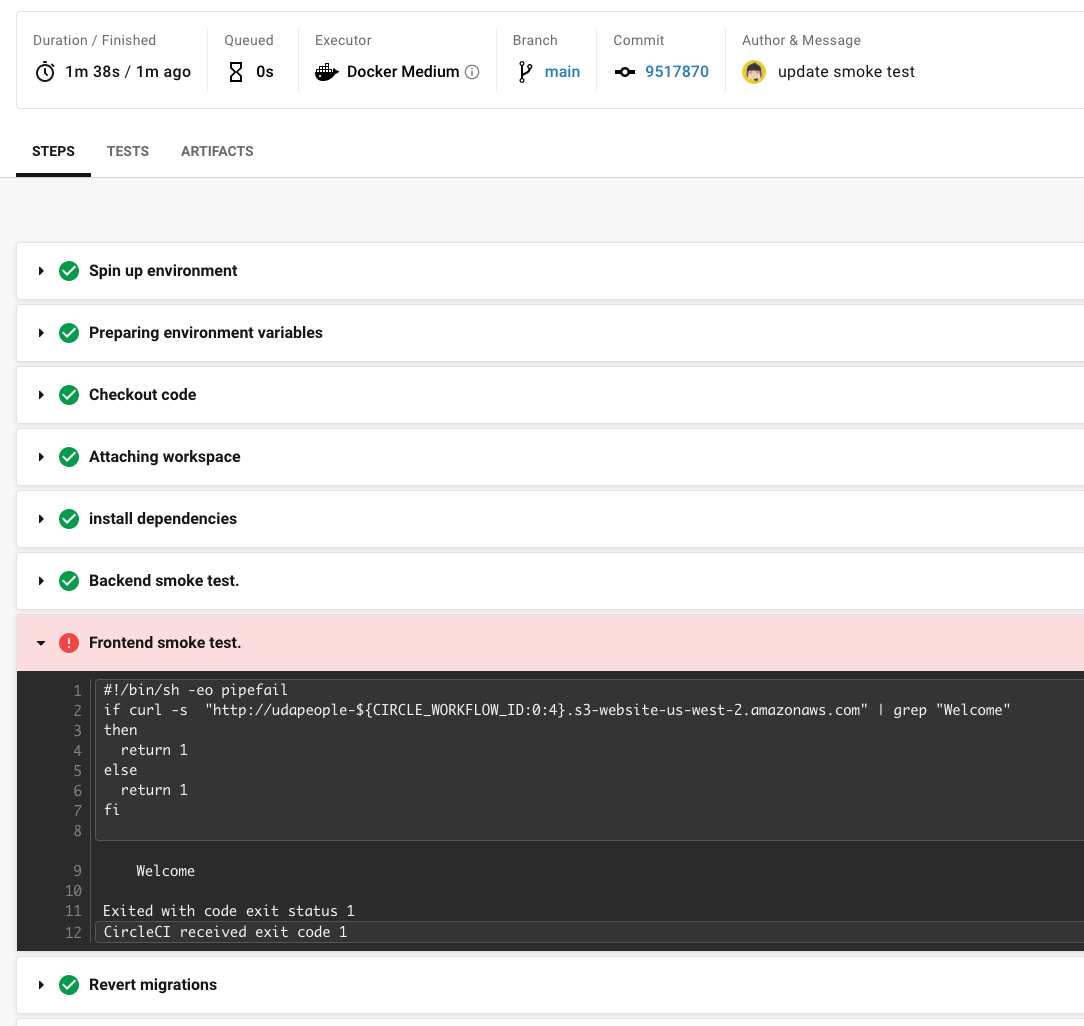 Duration / Finished Queued Executor Branch Commit Author & Message
1m 38s / 1m ago 0s Docker Medium main 9517870 update smoke test
STEPS TESTS ARTIFACTS
Spin up environment
Preparing environment variables
Checkout code
Attaching workspace
install dependencies
Backend smoke test.
Frontend smoke test.
1 #!/bin/sh -eo pipefail
2 if curl -s  "http://udapeople-${CIRCLE_WORKFLOW_ID:0:4}.s3-website-us-west-2.amazonaws.com" | grep "Welcome"
3 then
4   return 1
5 else
6   return 1
7 fi
8
9     Welcome
10
11 Exited with code exit status 1
12 CircleCI received exit code 1
Revert migrations